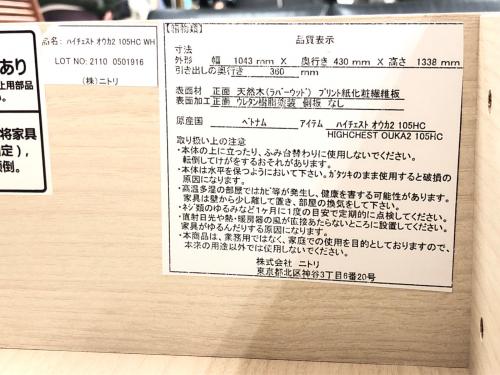 品名: ハイチェスト オウカ2 105HC WH
LOT NO: 2110 0501916
(株)ニトリ
あり
上用部品
将家具
定),
倾倒。
【箱物類】
品質表示
寸法
外形 幅 1043 mm X 奥行き 430 mm X 高さ 1338 mm
引き出しの奥行き 360 mm
表面材 正面 天然木(ラバーウッド) プリント紙化粧繊維板
表面加工 正面 ウレタン樹脂塗装 側板 なし
原産国 ベトナム アイテム ハイチェスト オウカ2 105HC
HIGHCHEST OUKA2 105HC
取り扱い上の注意
・本体の上に立ったり、ふみ台替わりに使用しないでください。
転倒してけがをするおそれがあります。
・本体は水平を保つようにおいて下さい。ガタツキのまま使用すると破損の
原因になります。
・高温多湿の部屋ではカビ等が発生し、健康を害する可能性があります。
家具は壁から少し離して置き、部屋の換気をして下さい。
・ネジ類のゆるみなど1ヶ月に1度の目安で定期的に点検してください。
・直射日光や熱・暖房器の風が直接あたらないところに設置してください。
家具がゆるんだりする原因になります。
・本商品は、業務用ではなく、家庭での使用を目的としておりますので、
本来の用途以外では使用しないでください。
株式会社 ニトリ
東京都北区神谷3丁目6番20号